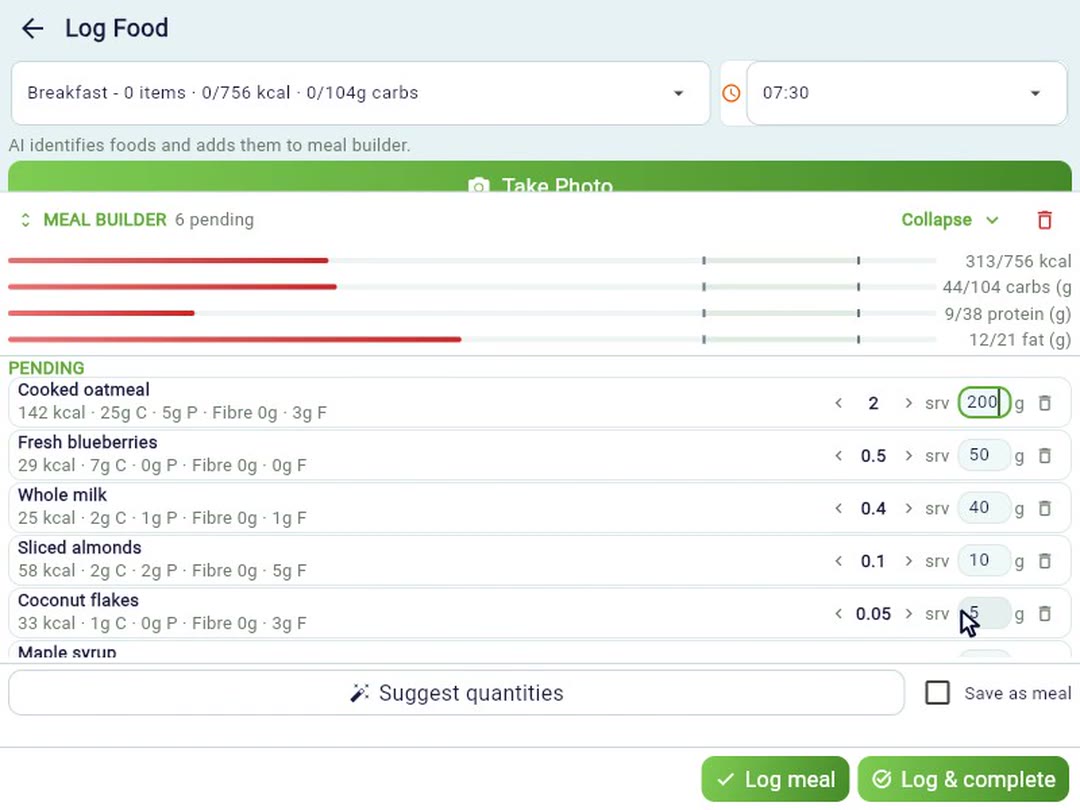 Log Food
Breakfast - 0 items · 0/756 kcal · 0/104g carbs
07:30
AI identifies foods and adds them to meal builder.
Take Photo
MEAL BUILDER 6 pending
Collapse
313/756 kcal
44/104 carbs (g
9/38 protein (g)
12/21 fat (g)
PENDING
Cooked oatmeal
142 kcal · 25g C · 5g P · Fibre 0g · 3g F
2 srv 200 g
Fresh blueberries
29 kcal · 7g C · 0g P · Fibre 0g · 0g F
0.5 srv 50 g
Whole milk
25 kcal · 2g C · 1g P · Fibre 0g · 1g F
0.4 srv 40 g
Sliced almonds
58 kcal · 2g C · 2g P · Fibre 0g · 5g F
0.1 srv 10 g
Coconut flakes
33 kcal · 1g C · 0g P · Fibre 0g · 3g F
0.05 srv 5 g
Maple syrup
Suggest quantities
Save as meal
Log meal
Log & complete